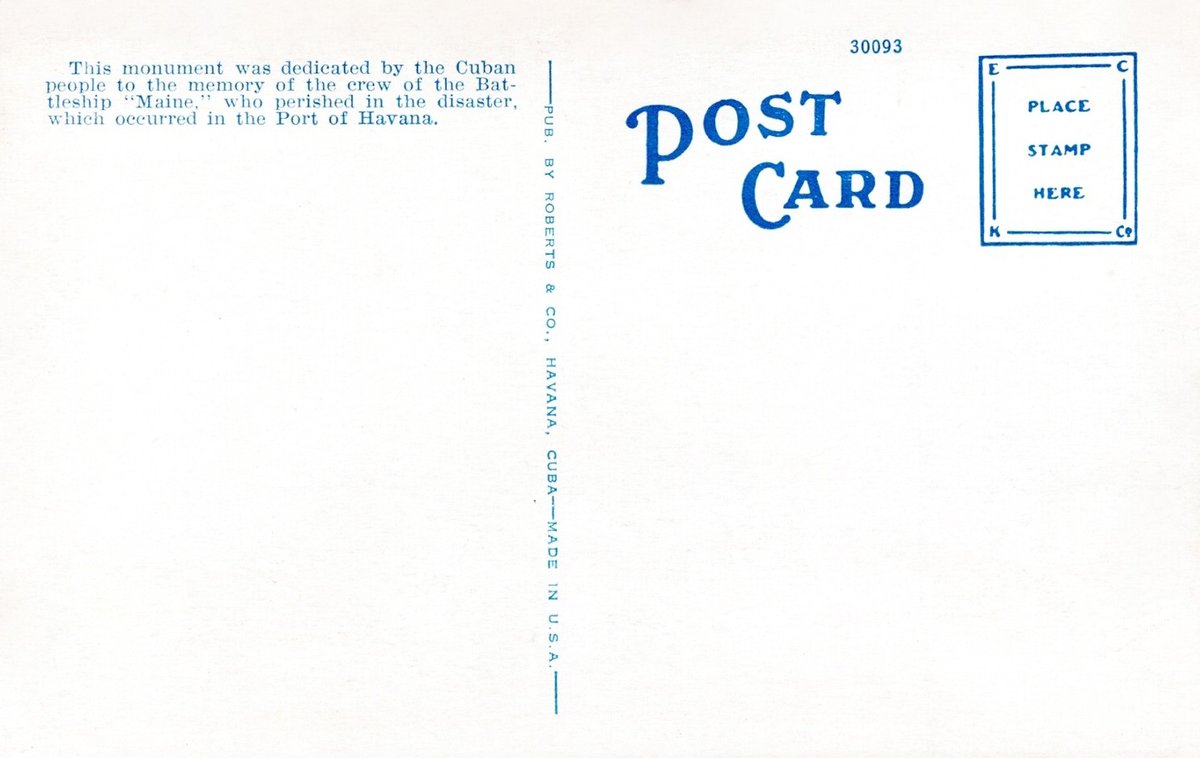 This monument was dedicated by the Cuban
people to the memory of the crew of the Bat-
tleship "Maine," who perished in the disaster,
which occurred in the Port of Havana.
PUB. BY ROBERTS & CO., HAVANA, CUBA—MADE IN U.S.A.
30093
POST
CARD
E C
PLACE
STAMP
HERE
K Co